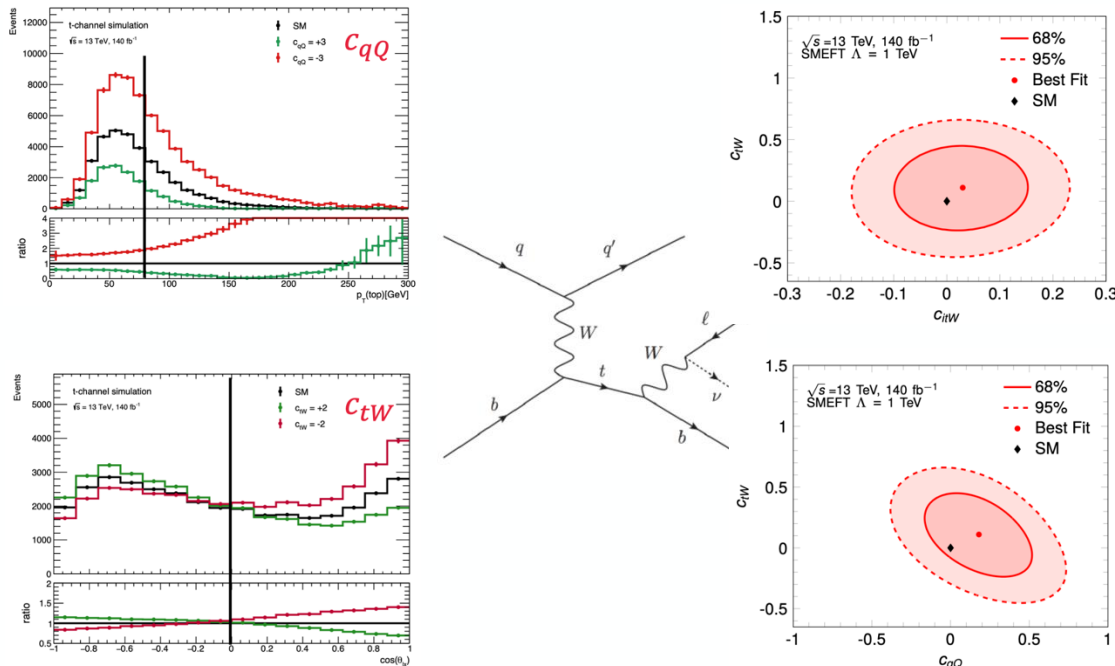 Events
t-channel simulation
√s = 13 TeV, 140 fb⁻¹
SM
c_qQ = +3
c_qQ = -3
c_qQ
12000
10000
8000
6000
4000
2000
0
ratio
4
3
2
1
0
0 50 100 150 200 250 300
p_T(top)[GeV]
Events
t-channel simulation
√s = 13 TeV, 140 fb⁻¹
SM
c_tW = +2
c_tW = -2
c_tW
5000
4000
3000
2000
1000
0
ratio
2
1.5
1
0.5
-1 -0.8 -0.6 -0.4 -0.2 0 0.2 0.4 0.6 0.8 1
q
q′
W
W
ℓ
t
ν
b
b
1.5
1
0.5
0
-0.5
c_tW
√s =13 TeV, 140 fb⁻¹
SMEFT Λ = 1 TeV
68%
95%
Best Fit
SM
-0.3 -0.2 -0.1 0 0.1 0.2 0.3
c_itW
1.5
1
0.5
0
-0.5
c_tW
√s =13 TeV, 140 fb⁻¹
SMEFT Λ = 1 TeV
68%
95%
Best Fit
SM
-1 -0.5 0 0.5 1
c_qQ